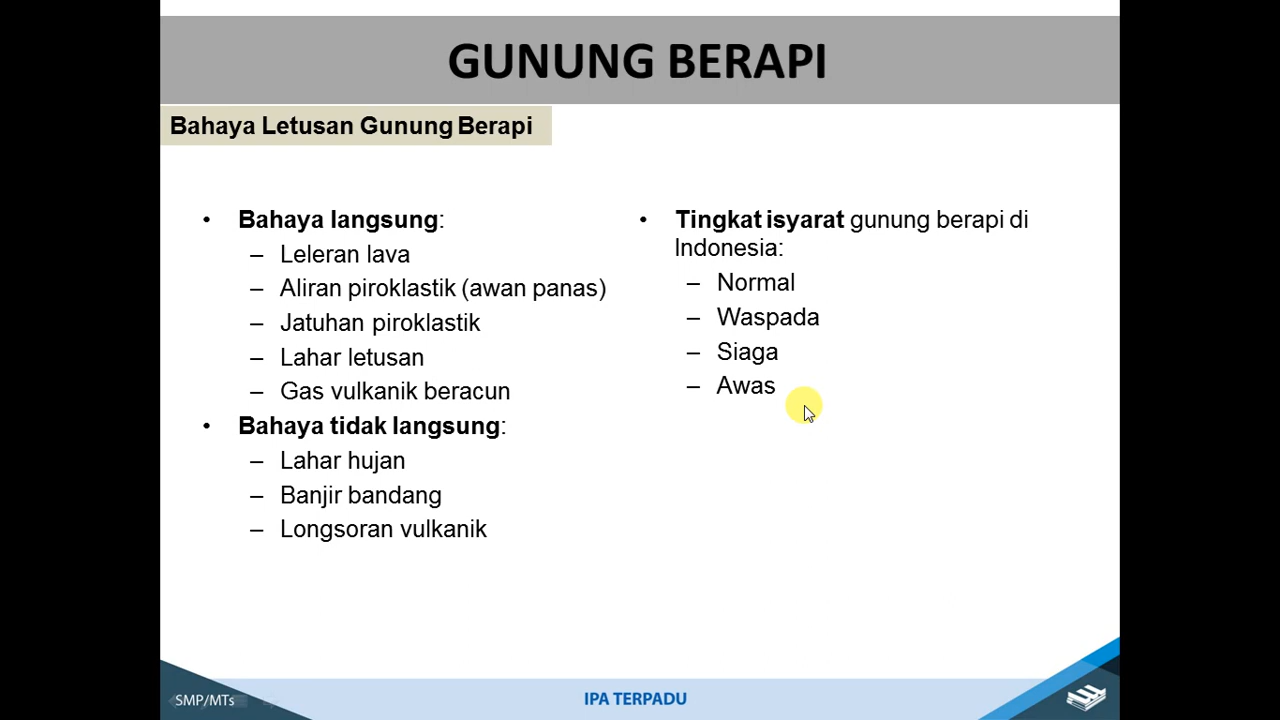 GUNUNG BERAPI
Bahaya Letusan Gunung Berapi
• Bahaya langsung:
– Leleran lava
– Aliran piroklastik (awan panas)
– Jatuhan piroklastik
– Lahar letusan
– Gas vulkanik beracun
• Bahaya tidak langsung:
– Lahar hujan
– Banjir bandang
– Longsoran vulkanik
• Tingkat isyarat gunung berapi di
Indonesia:
– Normal
– Waspada
– Siaga
– Awas
SMP/MTs
IPA TERPADU